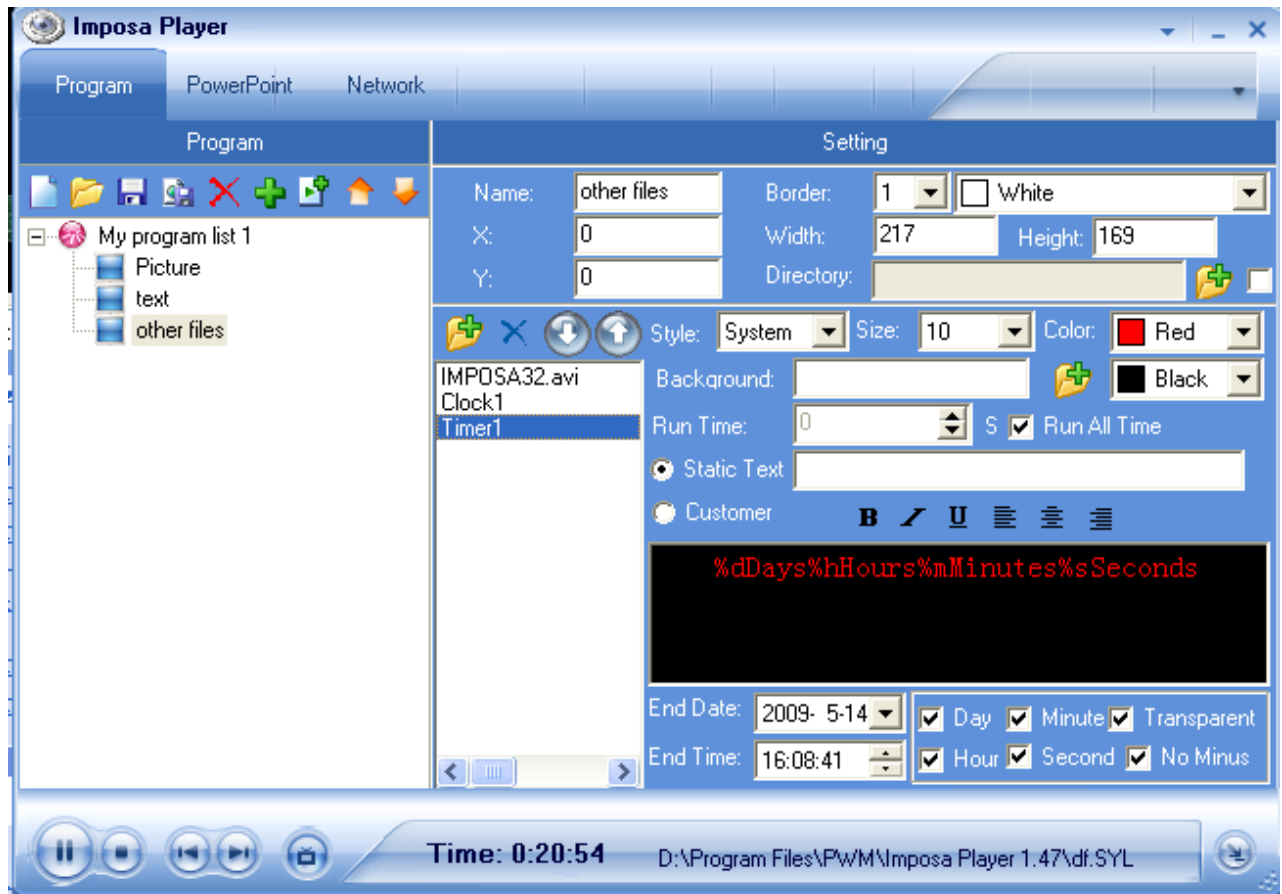 Imposa Player
Program PowerPoint Network
Program
Setting
My program list 1
Picture
text
other files
Name: other files Border: 1 White
X: 0 Width: 217 Height: 169
Y: 0 Directory:
Style: System Size: 10 Color: Red
IMPOSA32.avi
Clock1
Timer1
Background: Black
Run Time: 0 S Run All Time
Static Text
Customer B I U
%dDays%hHours%mMinutes%sSeconds
End Date: 2009- 5-14 Day Minute Transparent
End Time: 16:08:41 Hour Second No Minus
Time: 0:20:54 D:\Program Files\PWM\Imposa Player 1.47\df.SYL